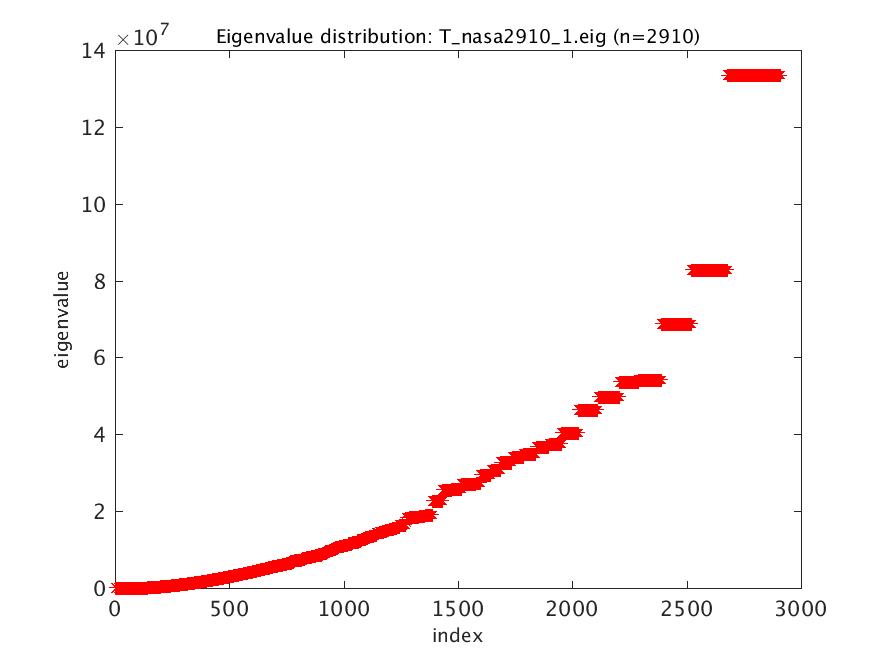 ×10^7
Eigenvalue distribution: T_nasa2910_1.eig (n=2910)
14
12
10
8
6
4
2
0
eigenvalue
0 500 1000 1500 2000 2500 3000
index